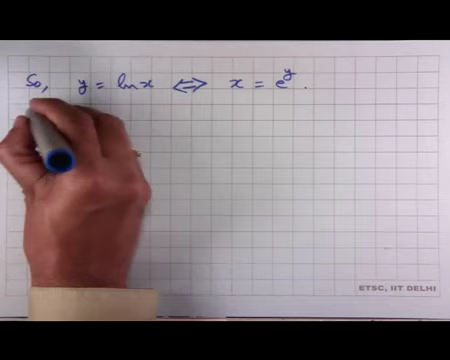 So, y = ln x ⇔ x = e^y.
ETSC, IIT DELHI